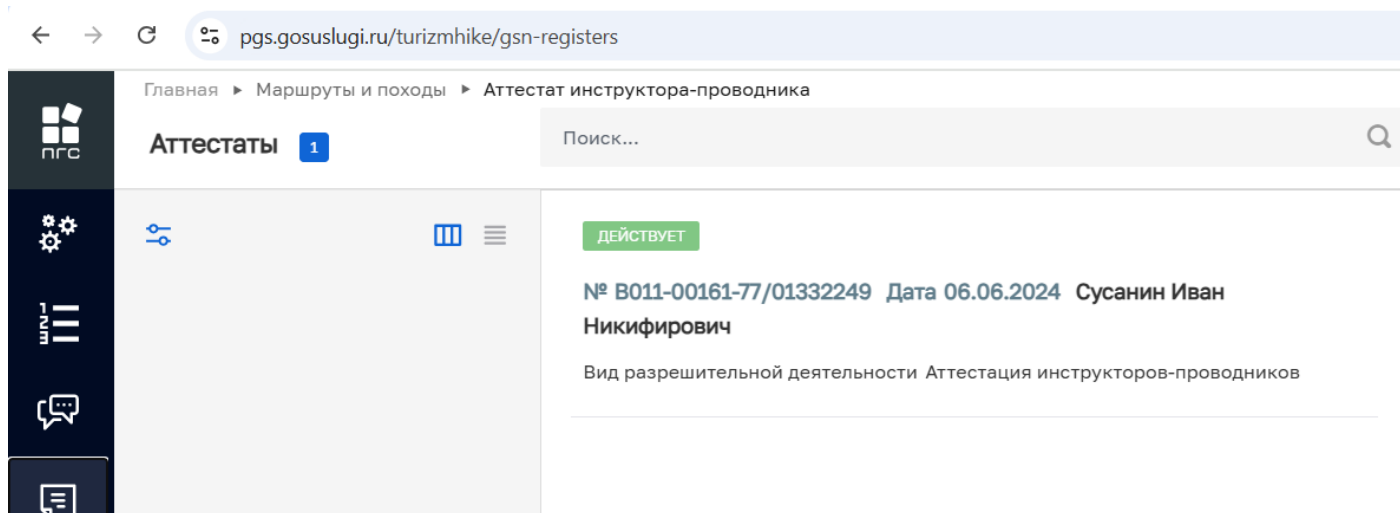 pgs.gosuslugi.ru/turizmhike/gsn-registers
Главная ▸ Маршруты и походы ▸ Аттестат инструктора-проводника
пгс
Аттестаты 1
Поиск...
ДЕЙСТВУЕТ
№ В011-00161-77/01332249 Дата 06.06.2024 Сусанин Иван
Никифирович
Вид разрешительной деятельности Аттестация инструкторов-проводников